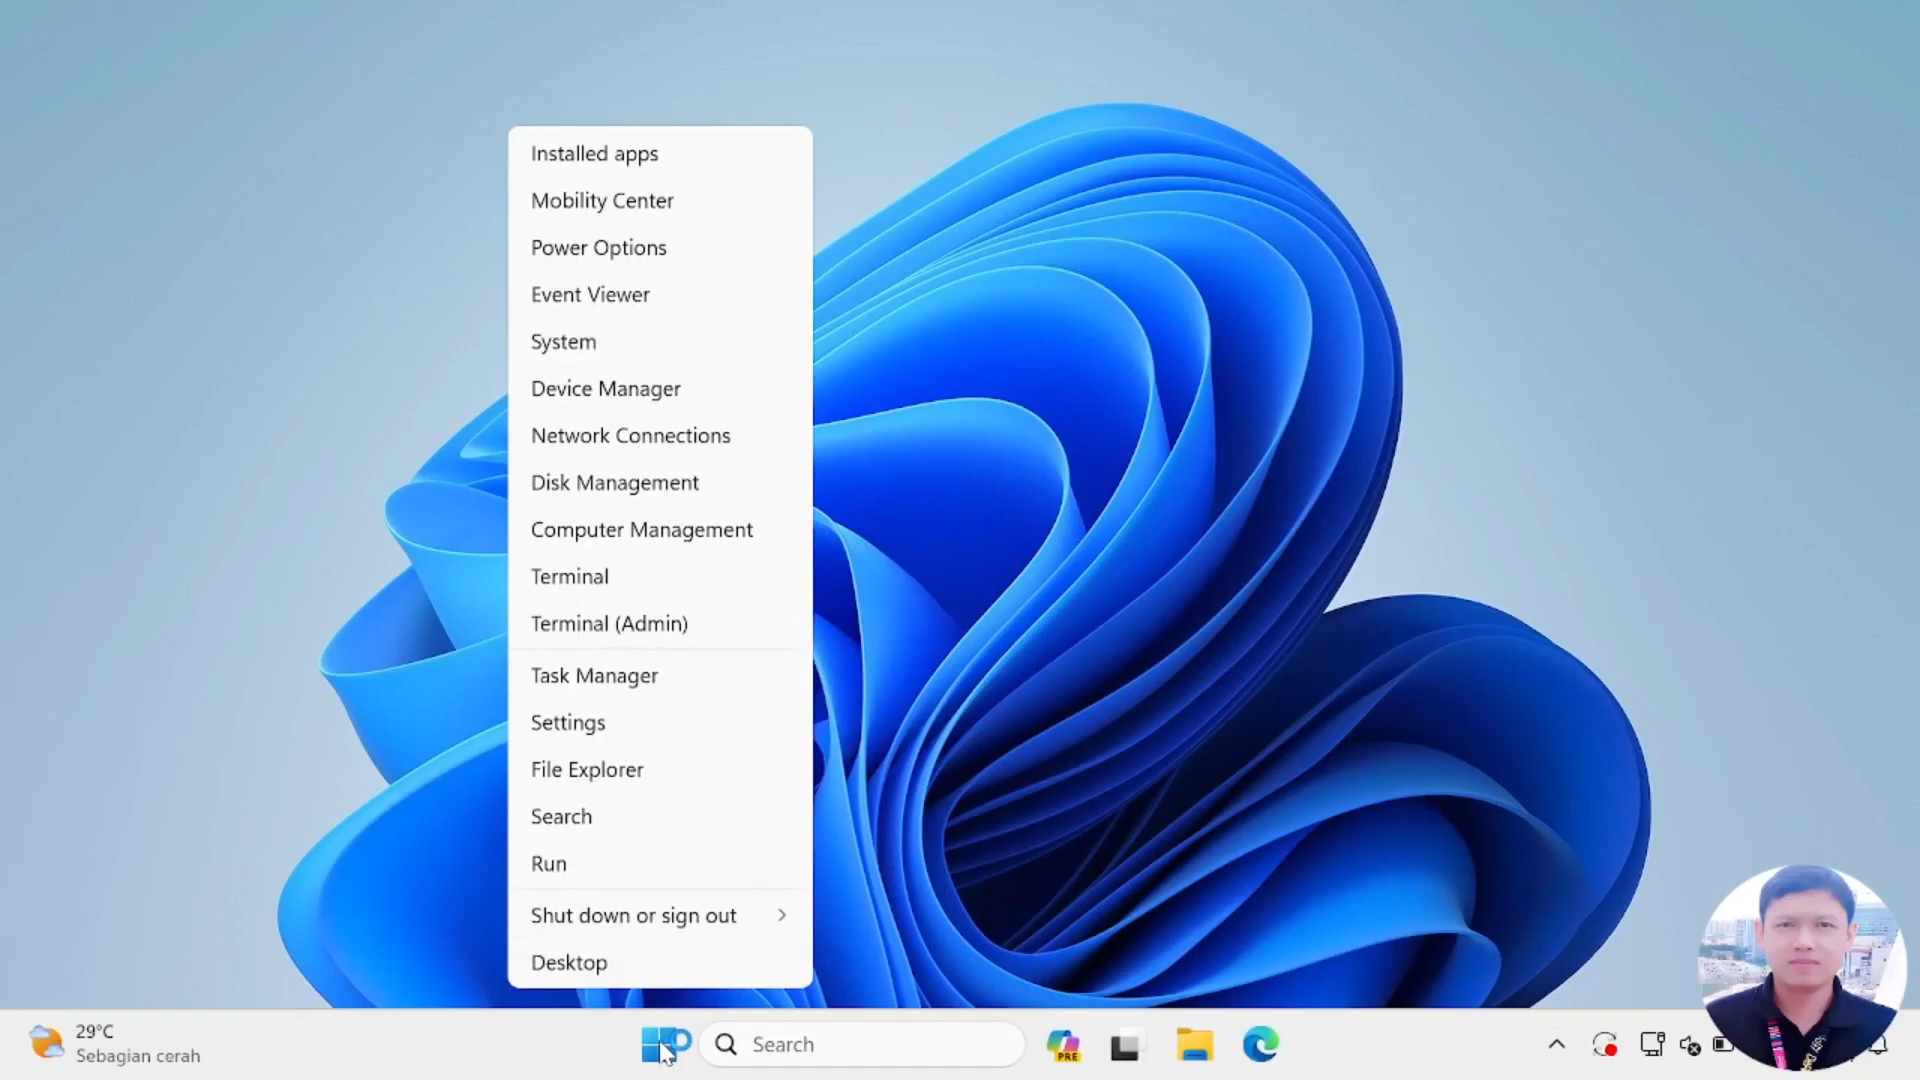 Installed apps
Mobility Center
Power Options
Event Viewer
System
Device Manager
Network Connections
Disk Management
Computer Management
Terminal
Terminal (Admin)
Task Manager
Settings
File Explorer
Search
Run
Shut down or sign out
Desktop
29°C
Sebagian cerah
Search
PRE